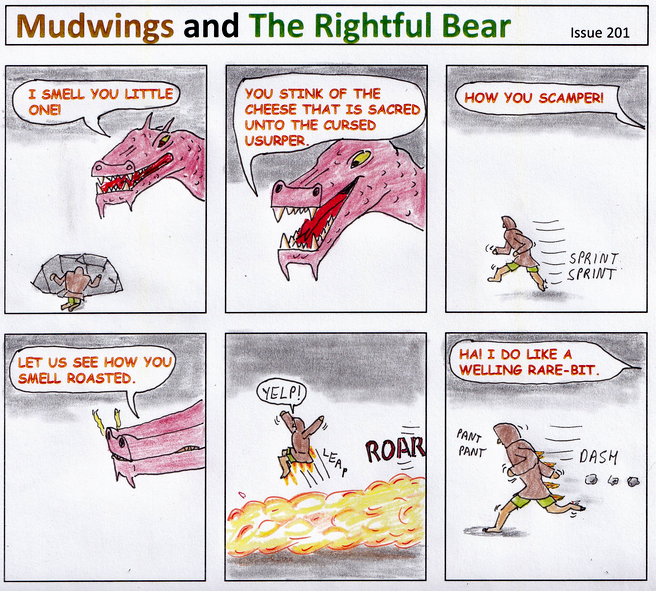 Mudwings and The Rightful Bear
Issue 201
I SMELL YOU LITTLE
ONE!
YOU STINK OF THE
CHEESE THAT IS SACRED
UNTO THE CURSED
USURPER.
HOW YOU SCAMPER!
SPRINT
SPRINT
LET US SEE HOW YOU
SMELL ROASTED.
YELP!
LEAP
ROAR
HA! I DO LIKE A
WELLING RARE-BIT.
PANT
PANT
DASH